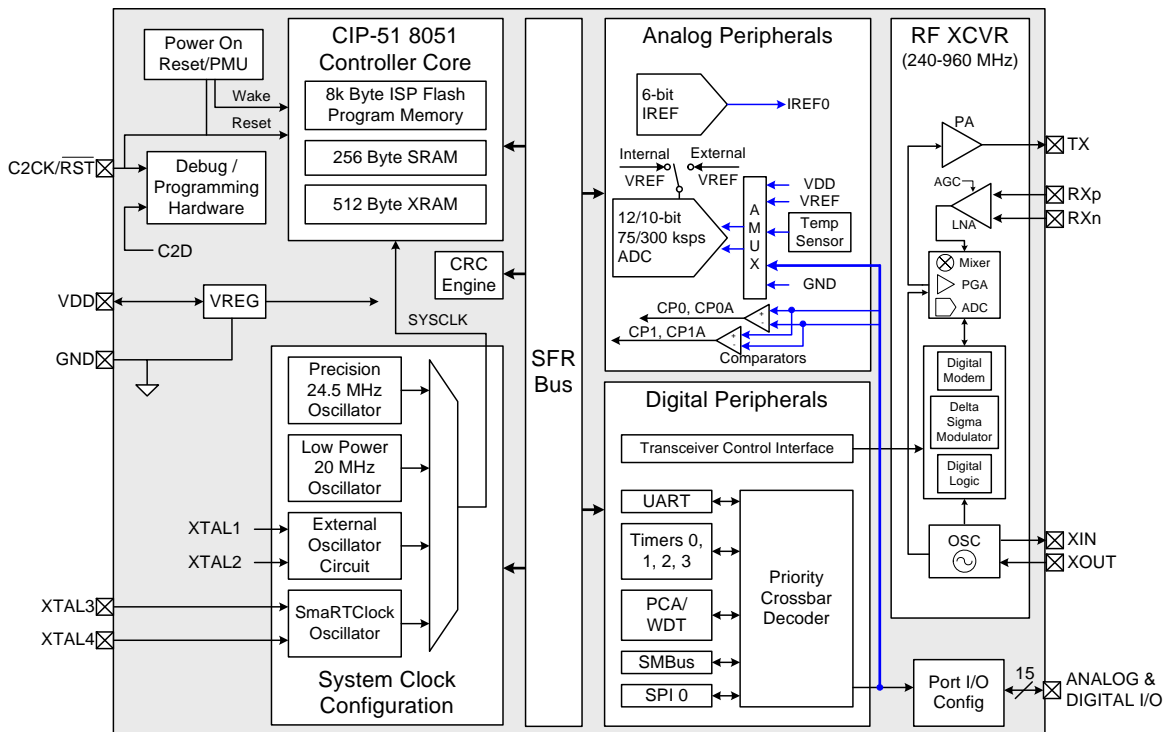 Power On
Reset/PMU
Wake
Reset
C2CK/RST
Debug /
Programming
Hardware
C2D
VDD
VREG
GND
CIP-51 8051
Controller Core
8k Byte ISP Flash
Program Memory
256 Byte SRAM
512 Byte XRAM
CRC
Engine
SYSCLK
Precision
24.5 MHz
Oscillator
Low Power
20 MHz
Oscillator
XTAL1
XTAL2
External
Oscillator
Circuit
XTAL3
XTAL4
SmaRTClock
Oscillator
System Clock
Configuration
SFR
Bus
Analog Peripherals
6-bit
IREF
IREF0
Internal
VREF
External
VREF
12/10-bit
75/300 ksps
ADC
A
M
U
X
VDD
VREF
Temp
Sensor
GND
CP0, CP0A
+
-
CP1, CP1A
+
-
Comparators
Digital Peripherals
Transceiver Control Interface
UART
Timers 0,
1, 2, 3
PCA/
WDT
SMBus
SPI 0
Priority
Crossbar
Decoder
RF XCVR
(240-960 MHz)
PA
TX
AGC
LNA
RXp
RXn
Mixer
PGA
ADC
Digital
Modem
Delta
Sigma
Modulator
Digital
Logic
OSC
XIN
XOUT
Port I/O
Config
15
ANALOG &
DIGITAL I/O